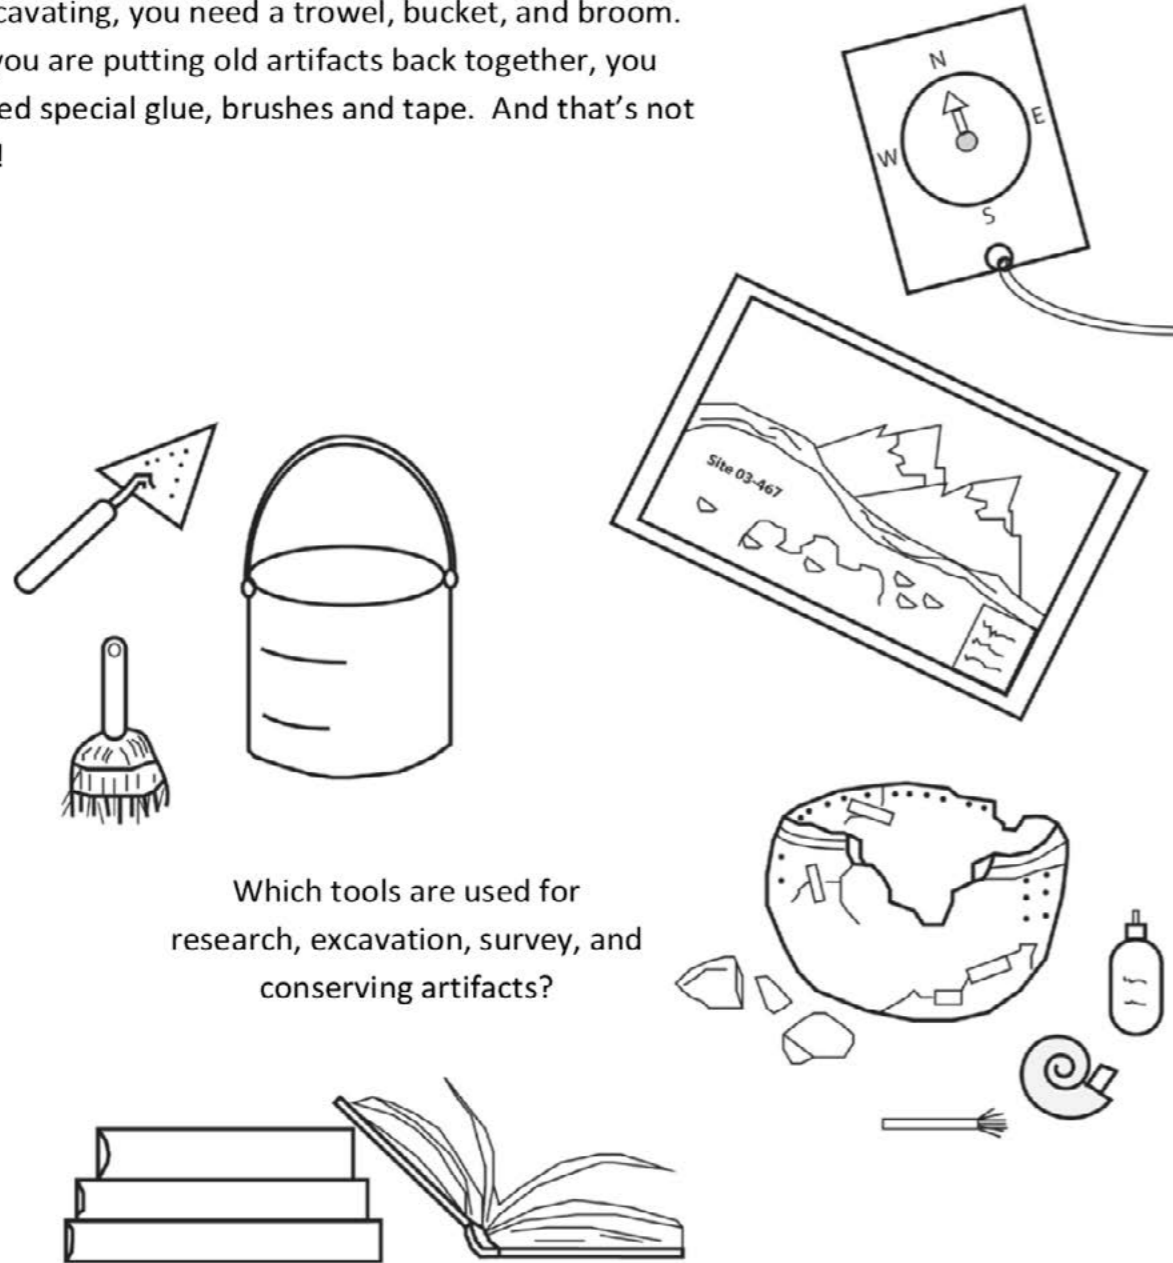 cavating, you need a trowel, bucket, and broom.
you are putting old artifacts back together, you
ed special glue, brushes and tape.  And that's not
!
N
E
W
S
Site 03-467
Which tools are used for
research, excavation, survey, and
conserving artifacts?